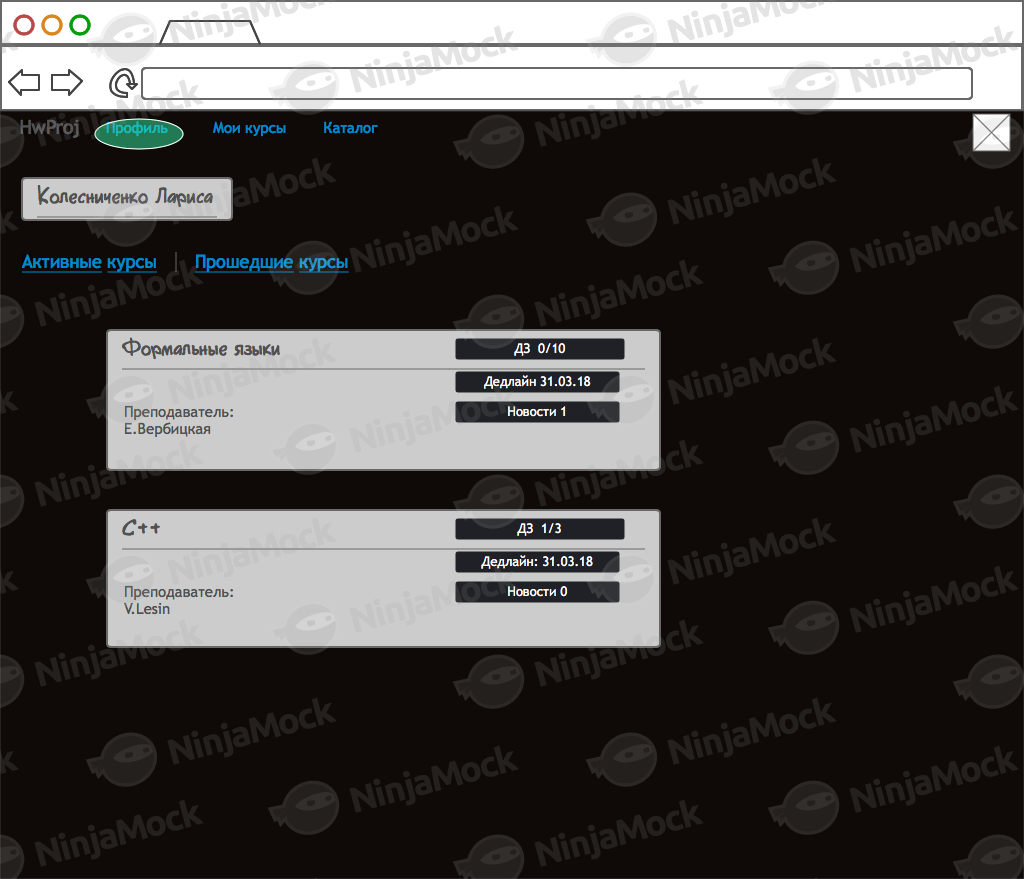 HwProj Профиль Мои курсы Каталог
Колесниченко Лариса
Активные курсы | Прошедшие курсы
Формальные языки
ДЗ 0/10
Дедлайн 31.03.18
Новости 1
Преподаватель:
Е.Вербицкая
C++
ДЗ 1/3
Дедлайн: 31.03.18
Новости 0
Преподаватель:
V.Lesin
NinjaMock